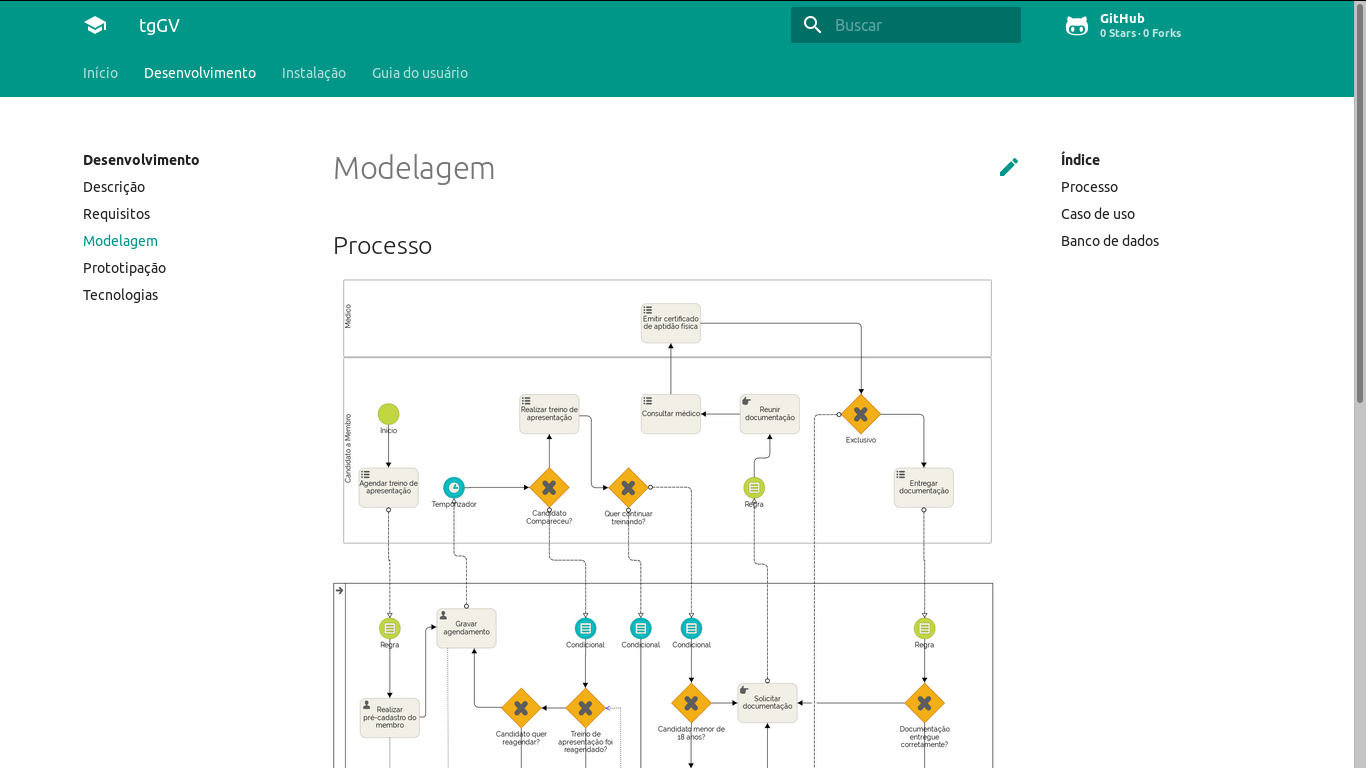 tgGV
Buscar
GitHub
0 Stars · 0 Forks
Início
Desenvolvimento
Instalação
Guia do usuário
Desenvolvimento
Descrição
Requisitos
Modelagem
Prototipação
Tecnologias
Modelagem
Índice
Processo
Caso de uso
Banco de dados
Processo
Médico
Emitir certificado
de aptidão física
Candidato a Membro
Início
Realizar treino de
apresentação
Consultar médico
Reunir
documentação
Exclusivo
Agendar treino de
apresentação
Temporizador
Candidato
Compareceu?
Quer continuar
treinando?
Regra
Entregar
documentação
Regra
Gravar
agendamento
Condicional
Condicional
Condicional
Regra
Realizar
pré-cadastro do
membro
Candidato quer
reagendar?
Treino de
apresentação foi
reagendado?
Candidato menor de
18 anos?
Solicitar
documentação
Documentação
entregue
corretamente?